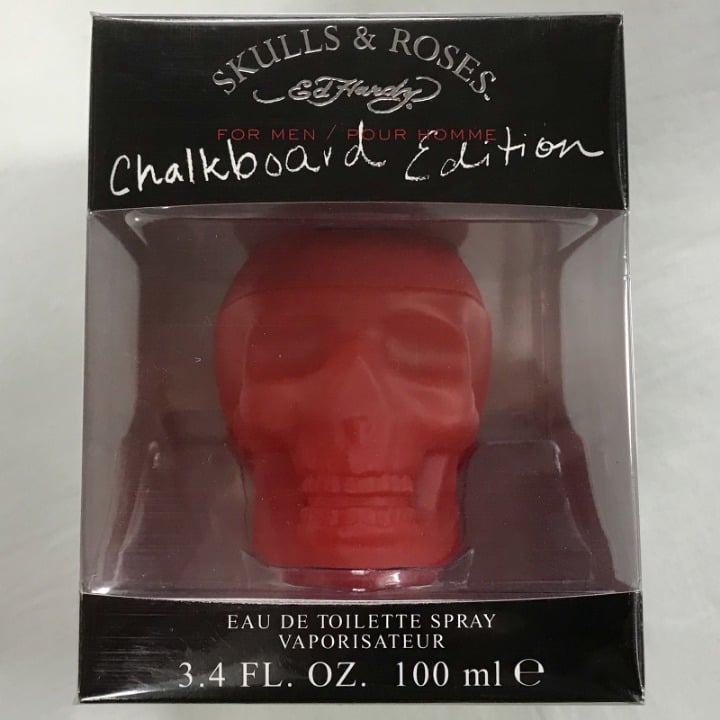 SKULLS & ROSES™
Ed Hardy
FOR MEN / POUR HOMME
Chalkboard Edition
EAU DE TOILETTE SPRAY
VAPORISATEUR
3.4 FL. OZ. 100 ml ℮